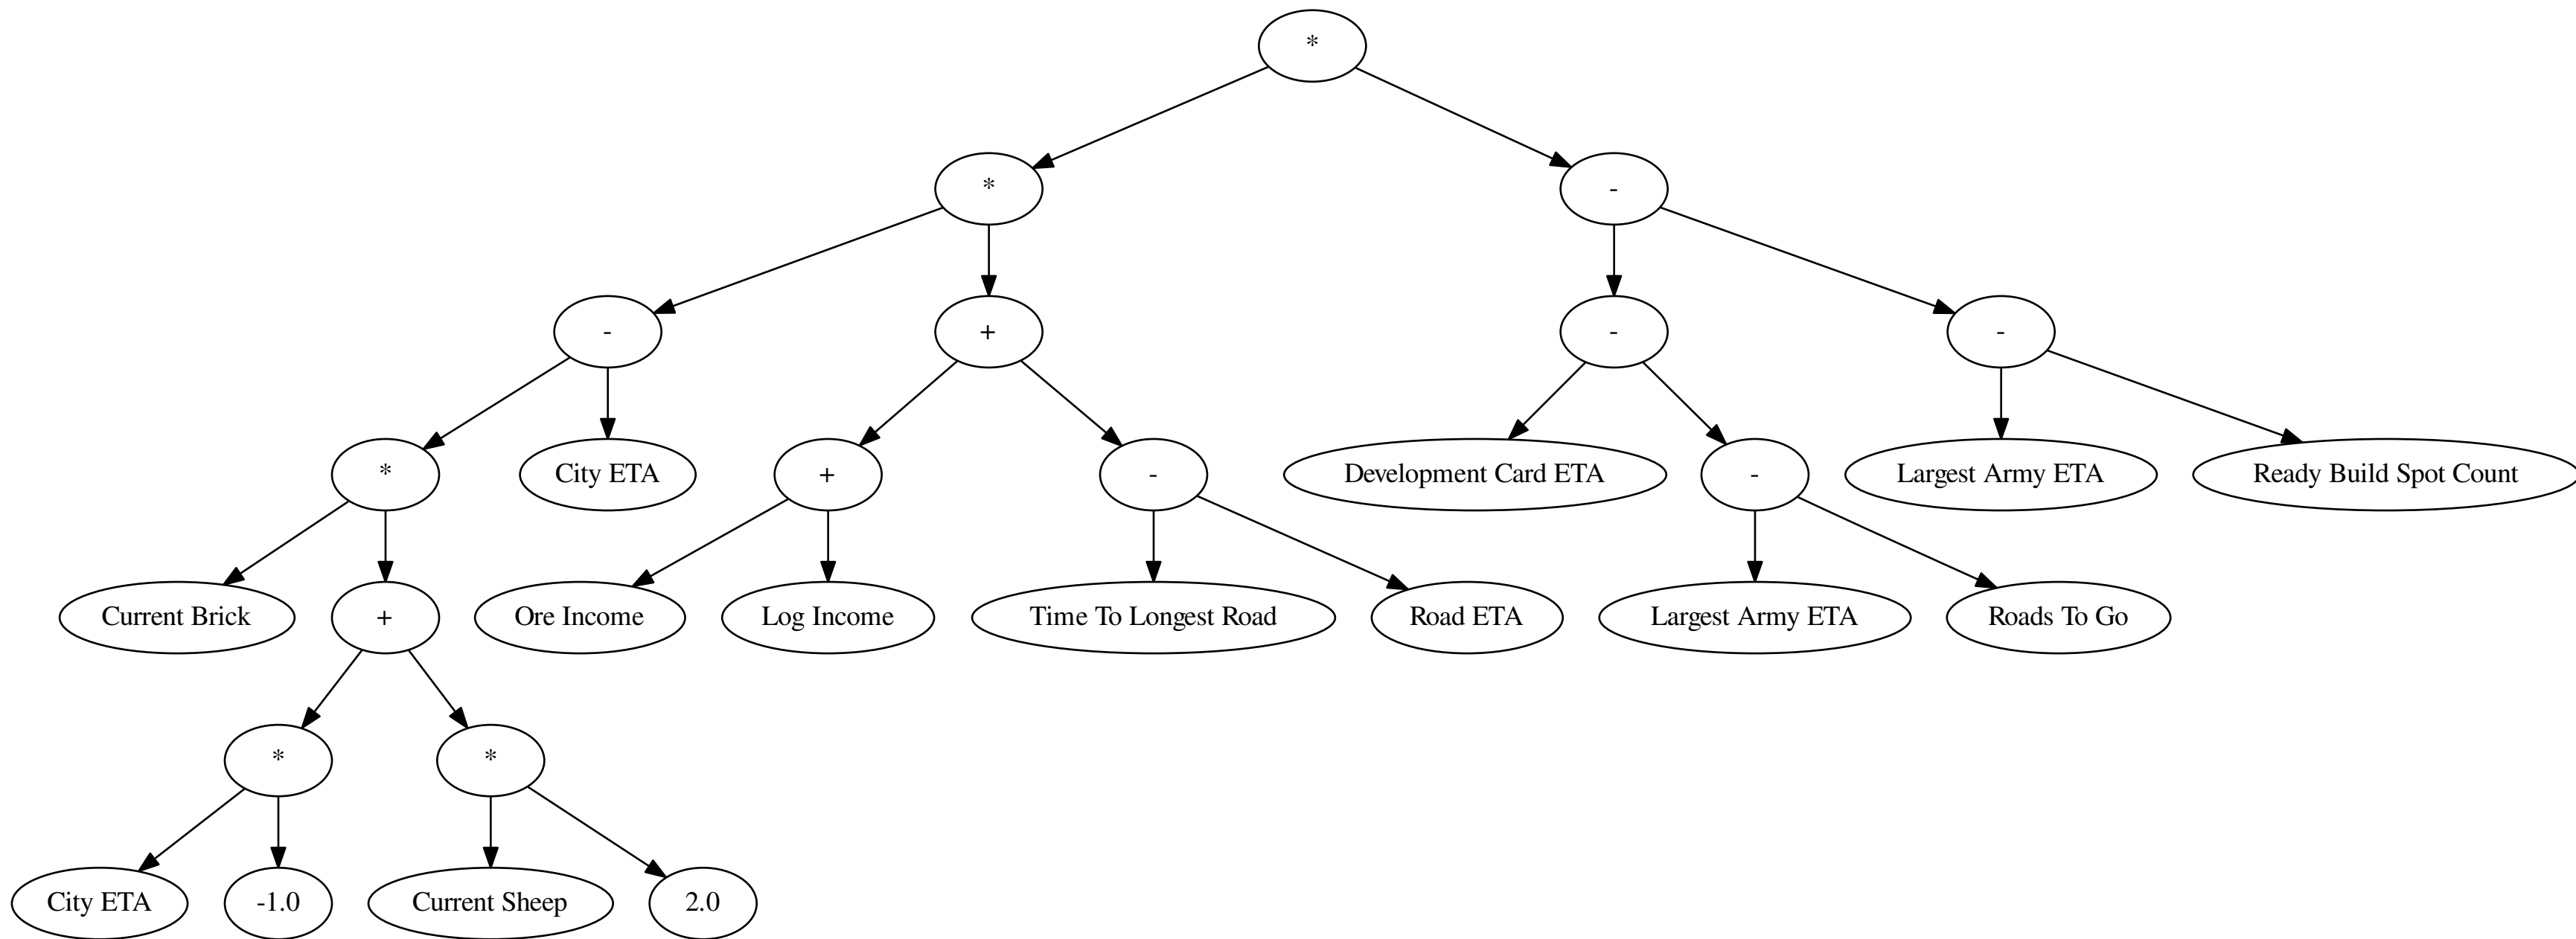 *
* -
- + - -
* City ETA + - Development Card ETA - Largest Army ETA Ready Build Spot Count
Current Brick + Ore Income Log Income Time To Longest Road Road ETA Largest Army ETA Roads To Go
* *
City ETA -1.0 Current Sheep 2.0